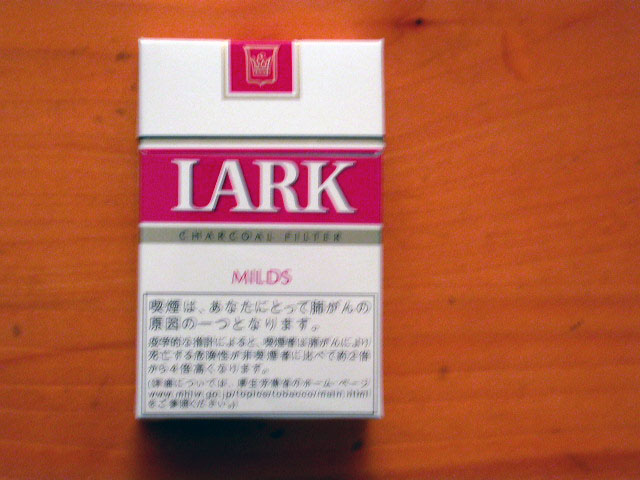 LARK
CHARCOAL FILTER
MILDS
喫煙は、あなたにとって肺がんの
原因の一つとなります。
疫学的な推計によると、喫煙者は肺がんにより
死亡する危険性が非喫煙者に比べて約2倍
から4倍高くなります。
(詳細については、厚生労働省のホーム・ページ
www.mhlw.go.jp/topics/tobacco/main.html
をご参照ください。)